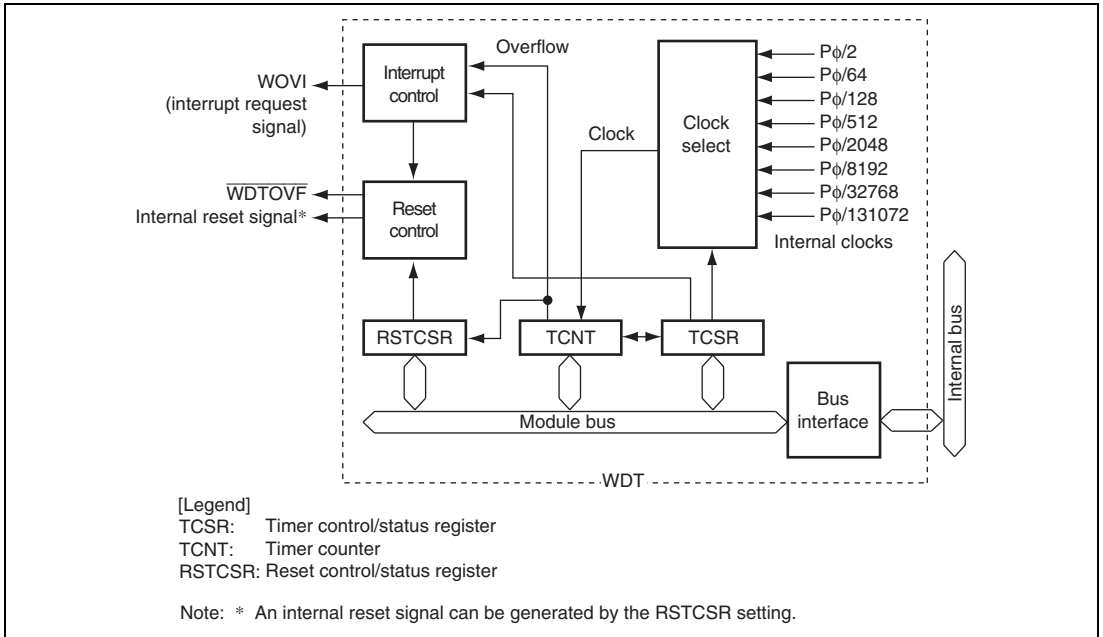 Overflow
Interrupt
control
WOVI
(interrupt request
signal)
Clock
select
Clock
Pϕ/2
Pϕ/64
Pϕ/128
Pϕ/512
Pϕ/2048
Pϕ/8192
Pϕ/32768
Pϕ/131072
Internal clocks
WDTOVF
Internal reset signal*
Reset
control
RSTCSR
TCNT
TCSR
Module bus
Bus
interface
Internal bus
WDT
[Legend]
TCSR: Timer control/status register
TCNT: Timer counter
RSTCSR: Reset control/status register
Note: * An internal reset signal can be generated by the RSTCSR setting.